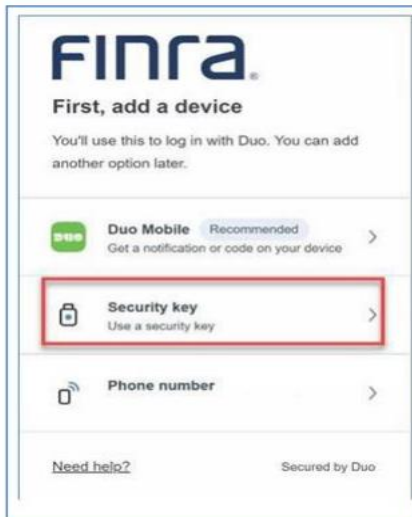 Finra.®
First, add a device
You'll use this to log in with Duo. You can add
another option later.
DUO
Duo Mobile Recommended
Get a notification or code on your device
Security key
Use a security key
Phone number
Need help? Secured by Duo